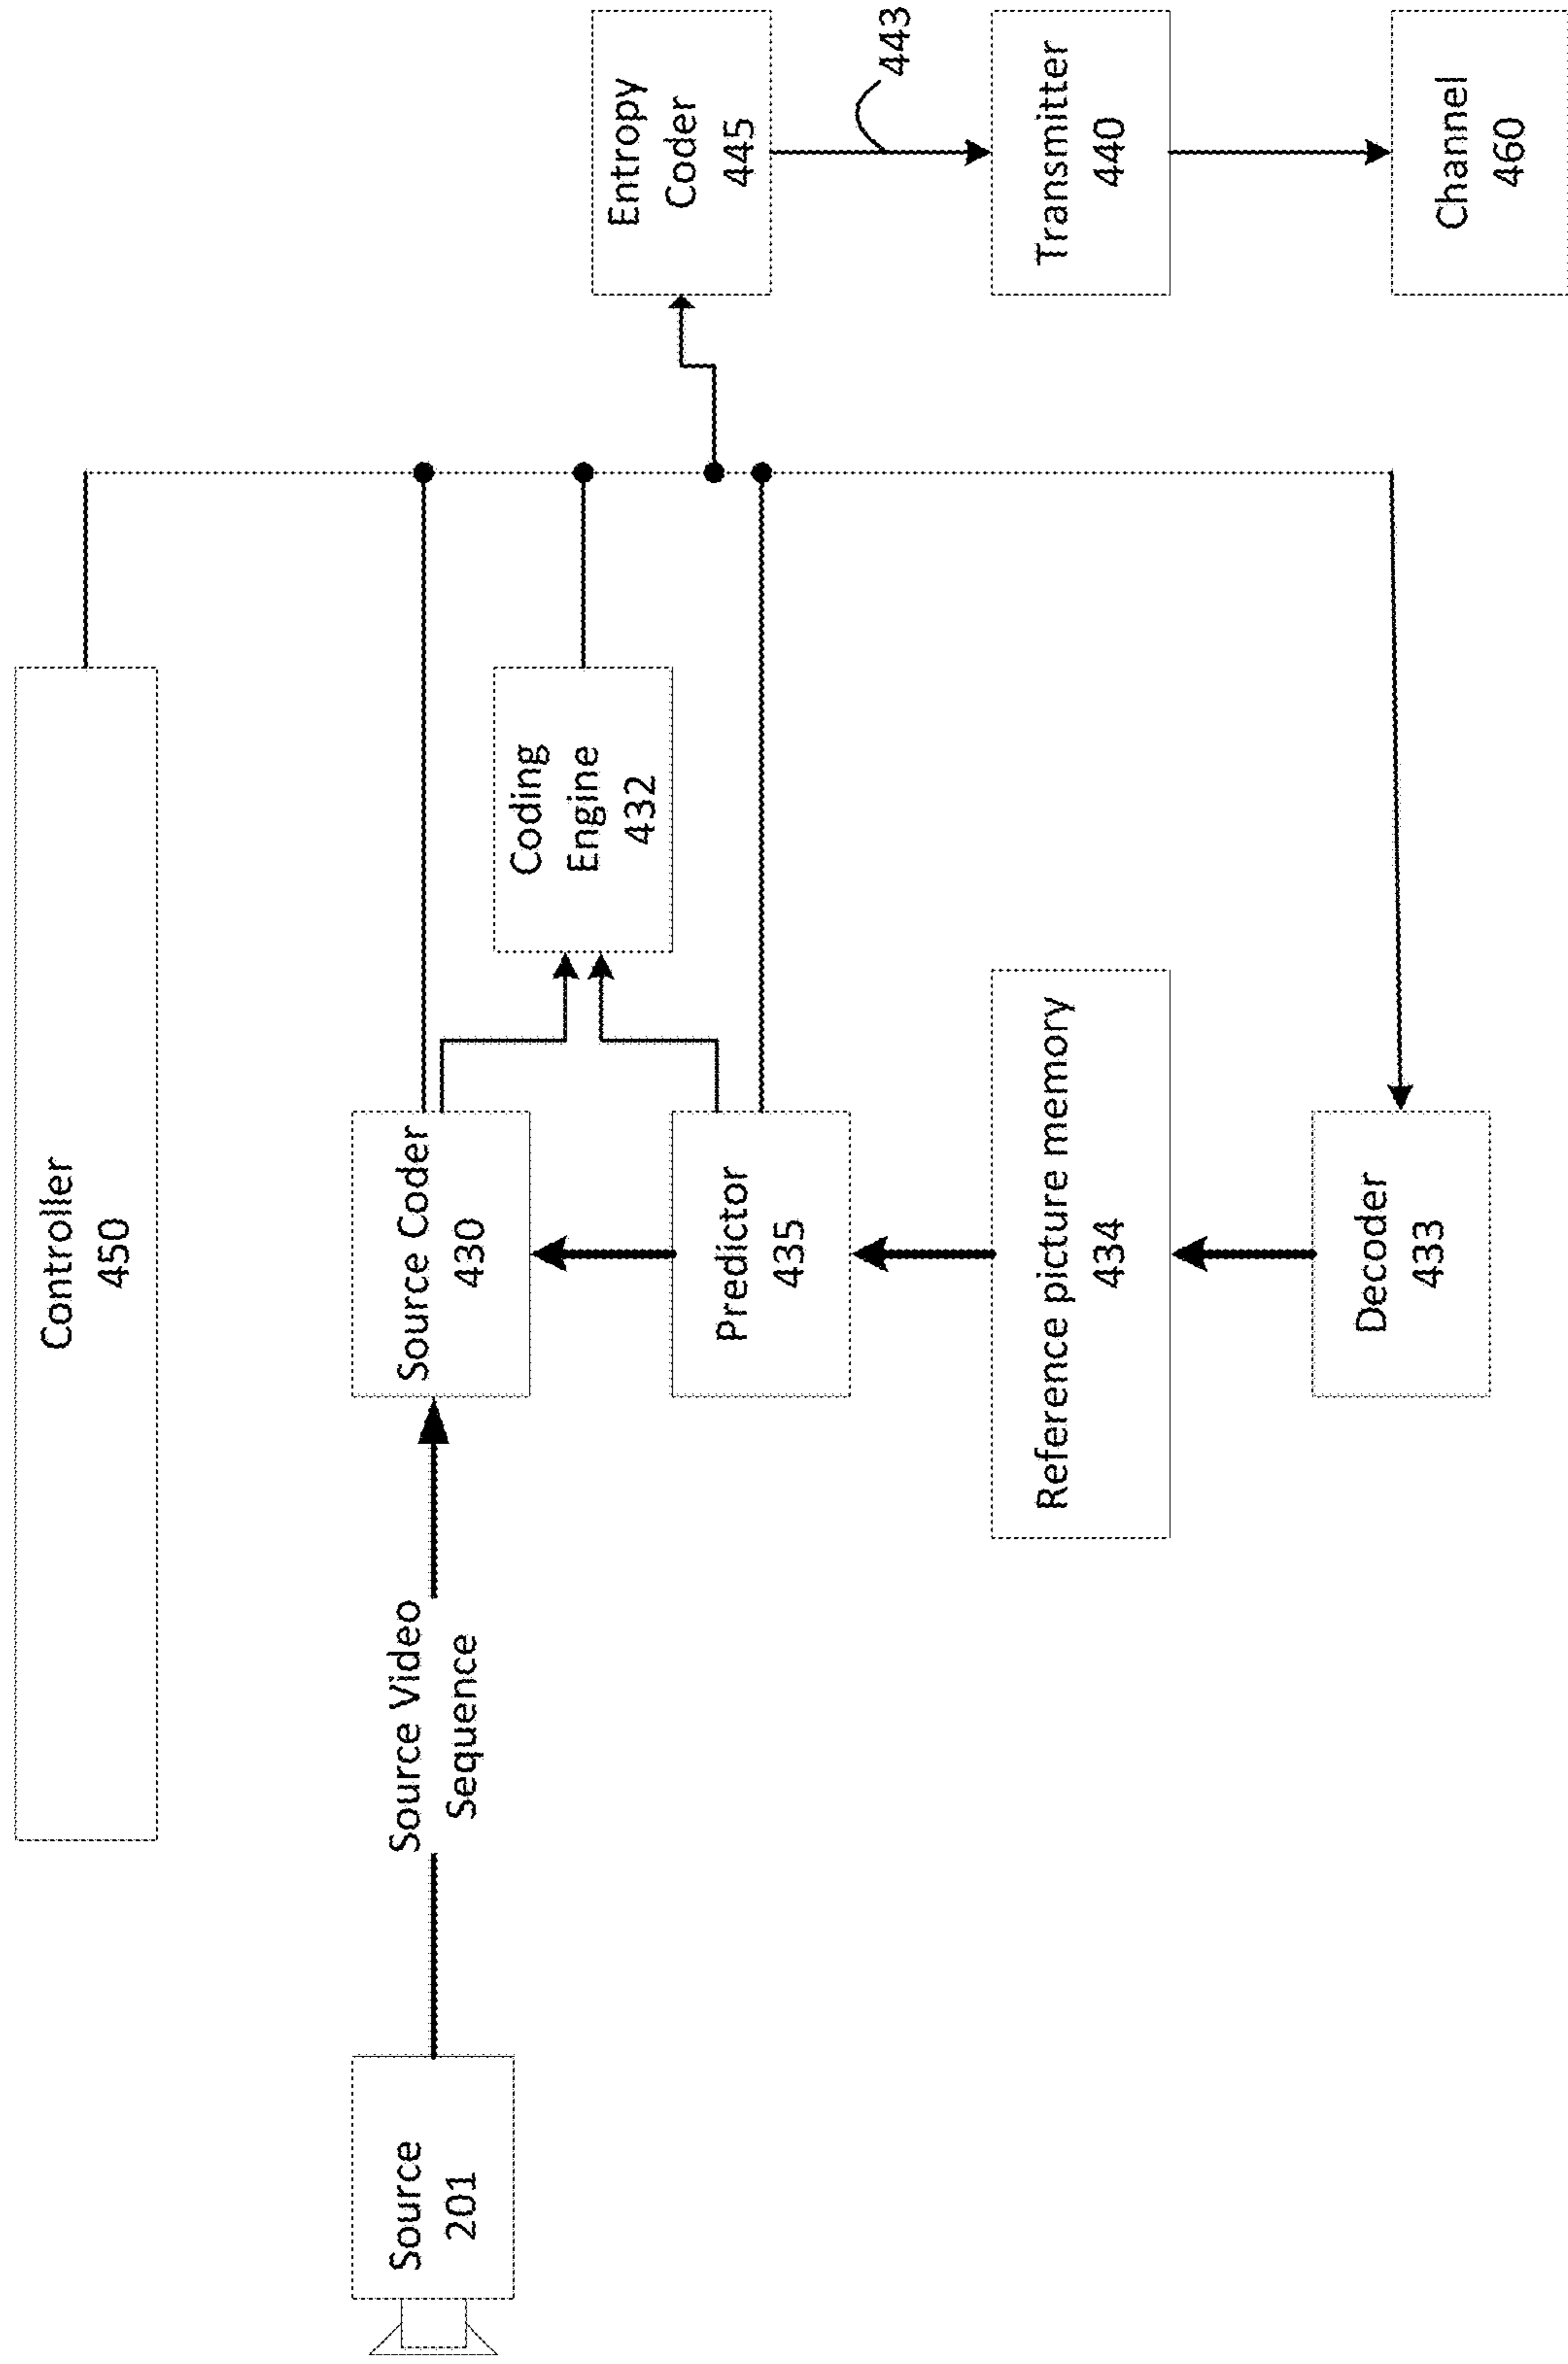 Controller
450
Source
201
Source Video
Sequence
Source Coder
430
Coding
Engine
432
Predictor
435
Reference picture memory
434
Decoder
433
Entropy
Coder
445
443
Transmitter
440
Channel
460